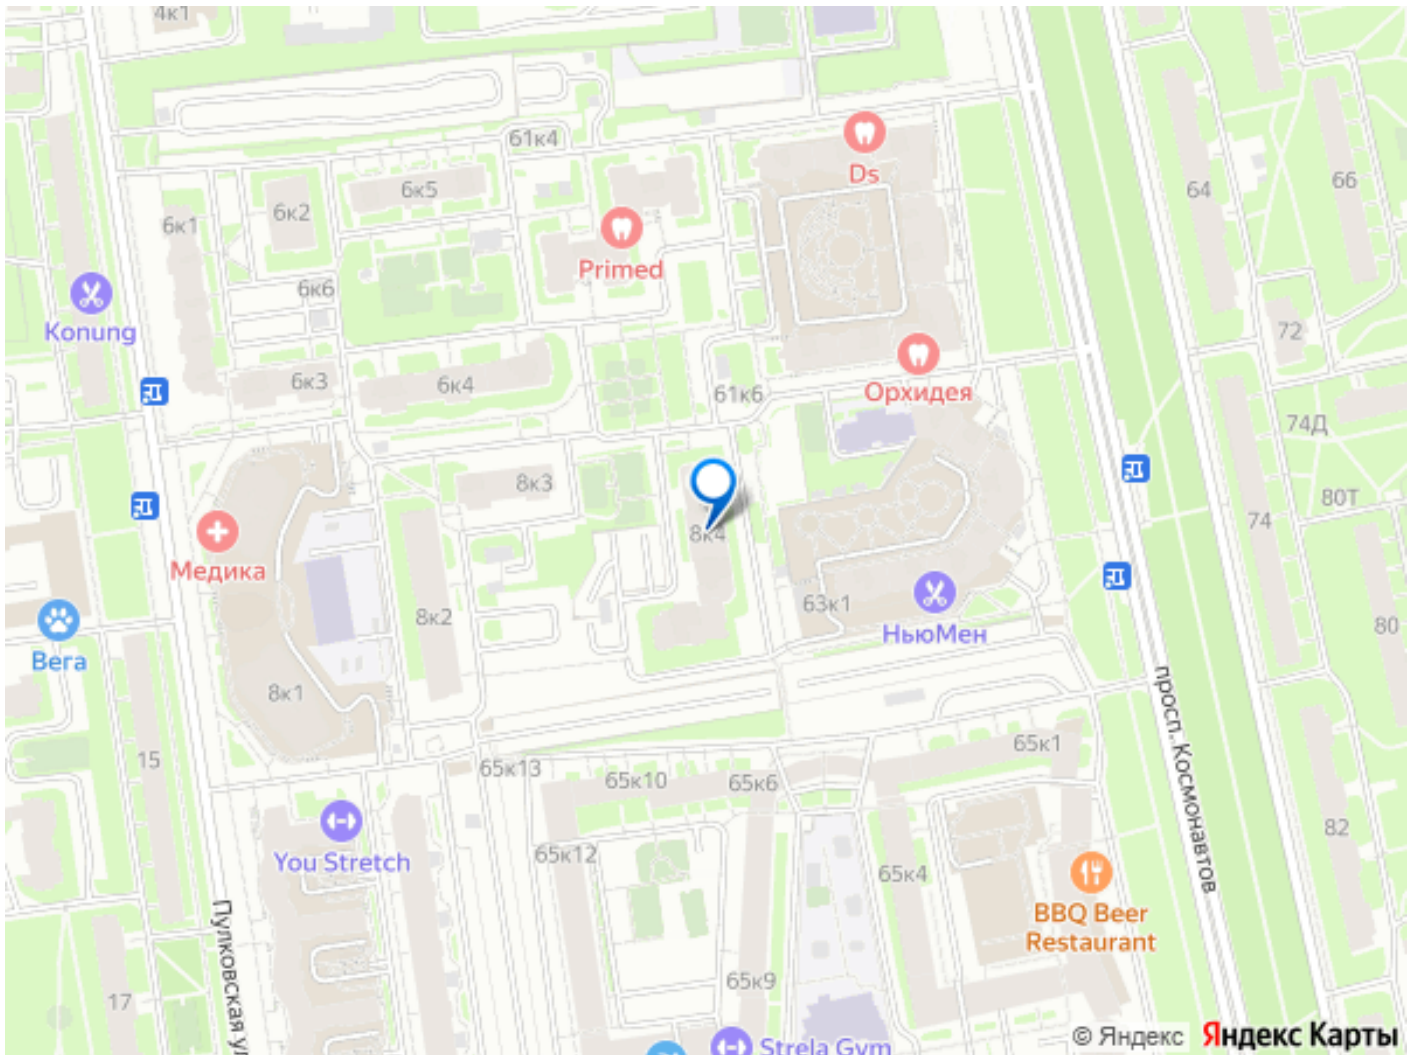 4к1
61к4
Ds
6к5
64
66
6к2
6к1
Primed
6к6
Konung
72
6к3
6к4
61к6
Орхидея
74Д
8к3
80Т
74
8к4
Медика
63к1
8к2
НьюМен
80
Вега
8к1
просп. Космонавтов
15
65к1
65к13
65к10
65к6
82
You Stretch
65к12
65к4
BBQ Beer
Restaurant
Пулковская ул
65к9
17
Strela Gym
© Яндекс Яндекс Карты